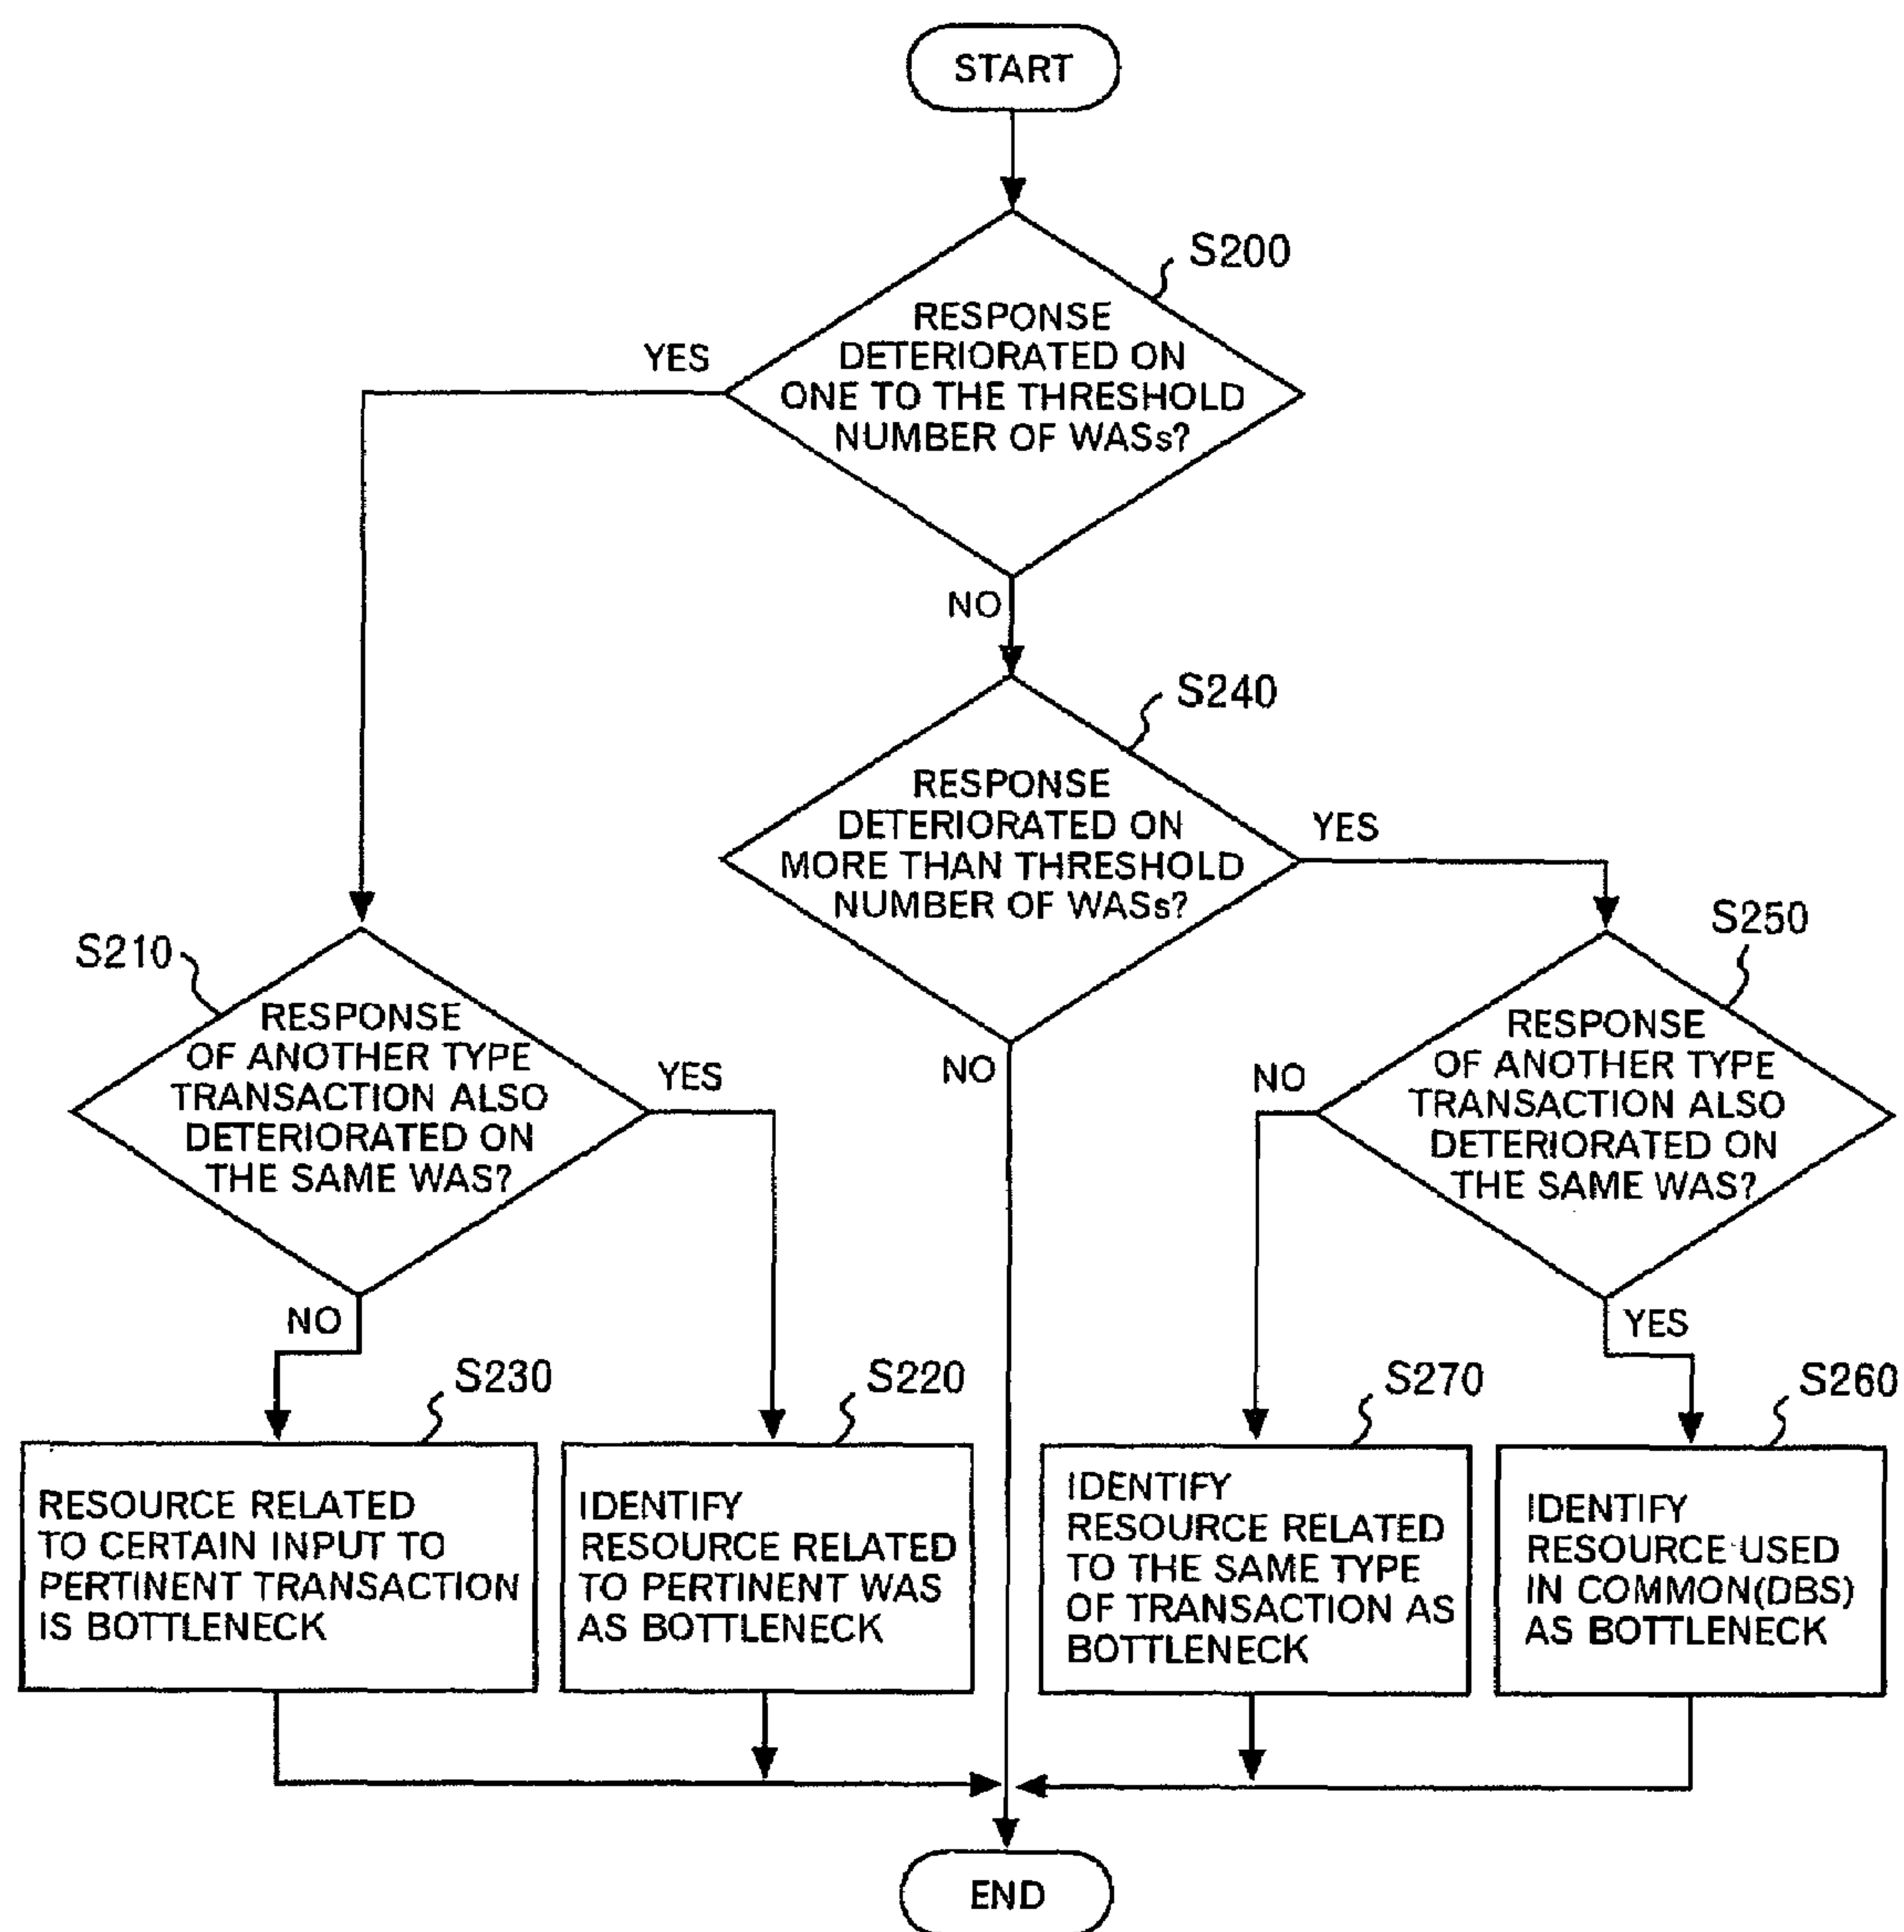 START
S200
RESPONSE
DETERIORATED ON
ONE TO THE THRESHOLD
NUMBER OF WASs?
YES
NO
S240
RESPONSE
DETERIORATED ON
MORE THAN THRESHOLD
NUMBER OF WASs?
YES
NO
S210
RESPONSE
OF ANOTHER TYPE
TRANSACTION ALSO
DETERIORATED ON
THE SAME WAS?
YES
NO
S250
RESPONSE
OF ANOTHER TYPE
TRANSACTION ALSO
DETERIORATED ON
THE SAME WAS?
NO
YES
S230
RESOURCE RELATED
TO CERTAIN INPUT TO
PERTINENT TRANSACTION
IS BOTTLENECK
S220
IDENTIFY
RESOURCE RELATED
TO PERTINENT WAS
AS BOTTLENECK
S270
IDENTIFY
RESOURCE RELATED
TO THE SAME TYPE
OF TRANSACTION AS
BOTTLENECK
S260
IDENTIFY
RESOURCE USED
IN COMMON(DBS)
AS BOTTLENECK
END